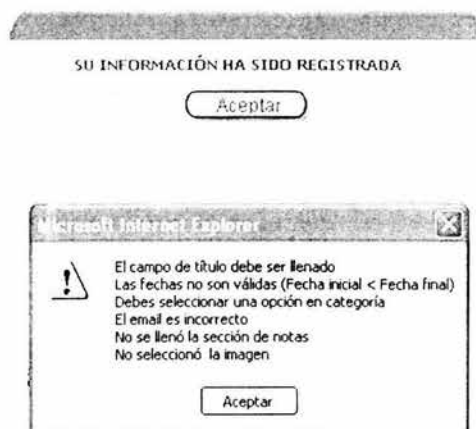 SU INFORMACIÓN HA SIDO REGISTRADA
Aceptar
Microsoft Internet Explorer
El campo de título debe ser llenado
Las fechas no son válidas (Fecha inicial < Fecha final)
Debes seleccionar una opción en categoría
El email es incorrecto
No se llenó la sección de notas
No seleccionó la imagen
Aceptar